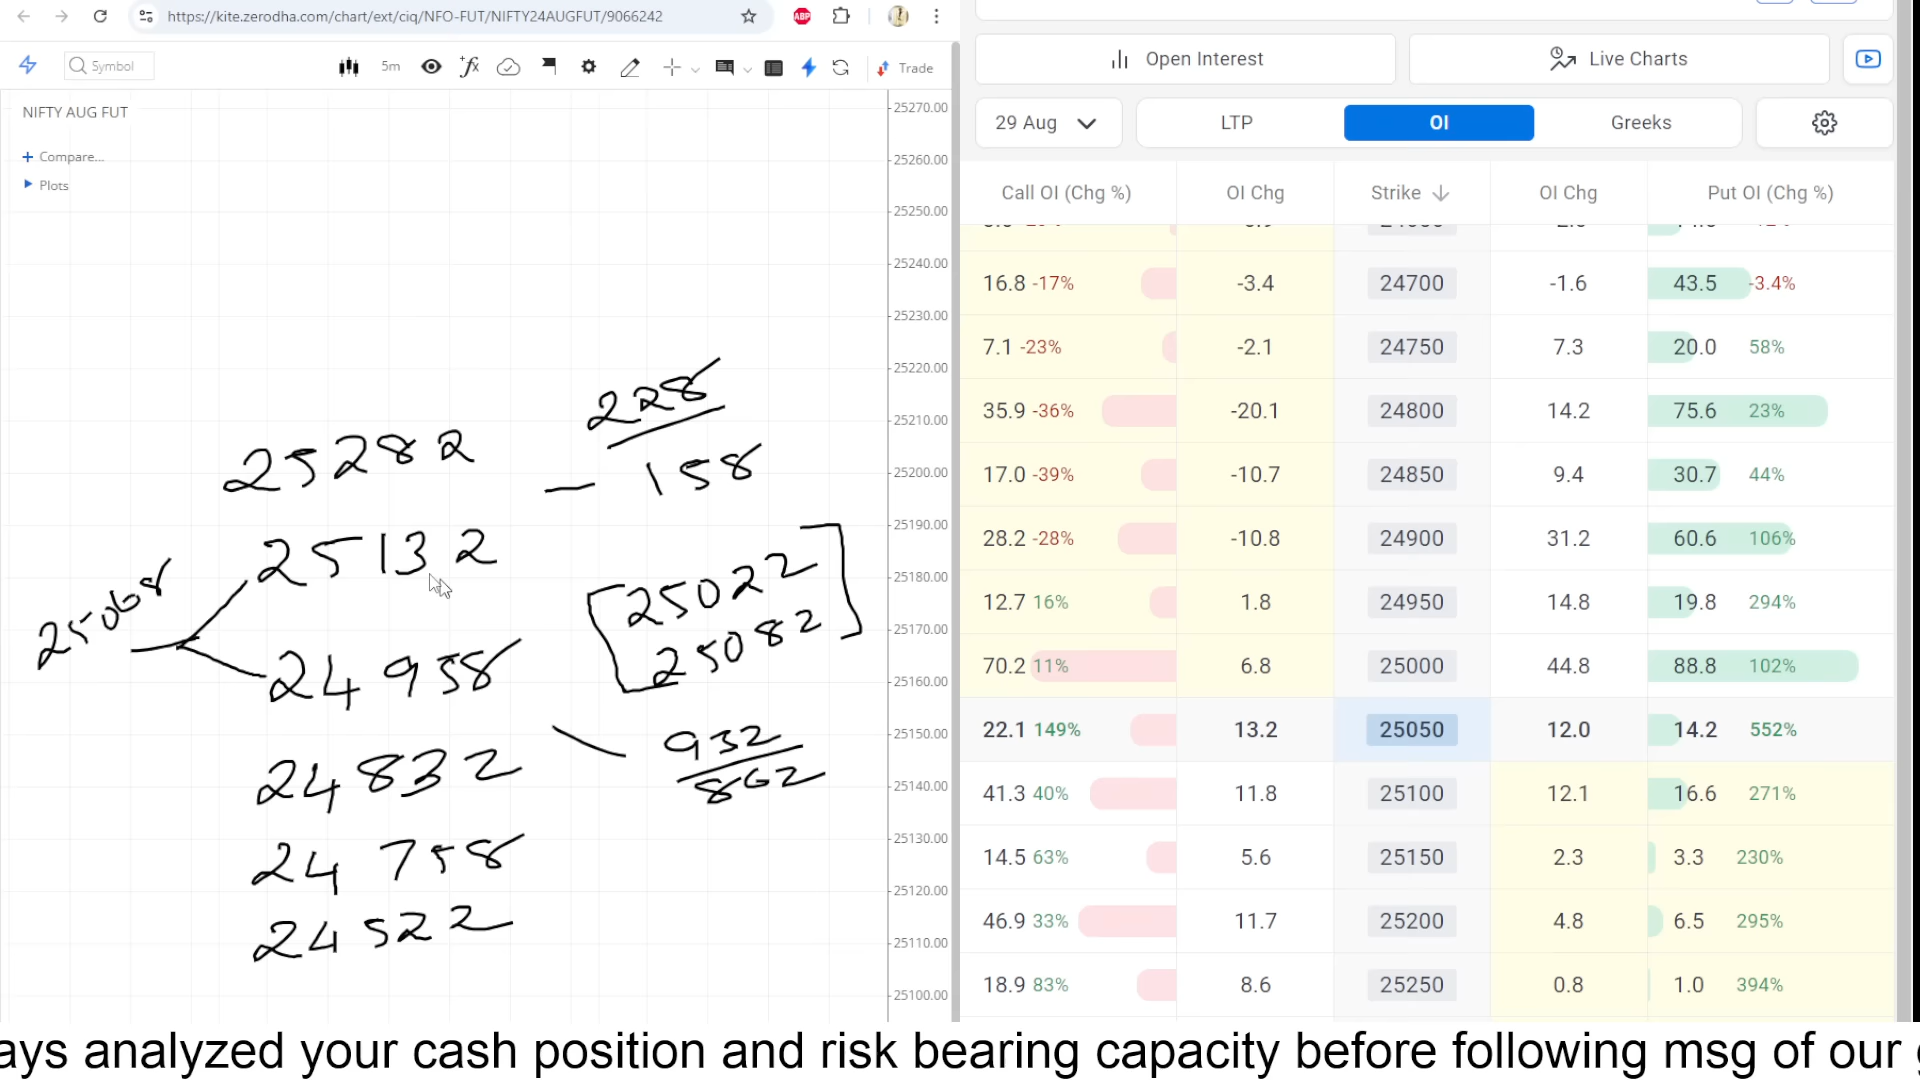 https://kite.zerodha.com/chart/ext/ciq/NFO-FUT/NIFTY24AUGFUT/9066242
ABP
Symbol
5m
Trade
NIFTY AUG FUT
+ Compare...
Plots
25270.00
25260.00
25250.00
25240.00
25230.00
25220.00
25210.00
25200.00
25190.00
25180.00
25170.00
25160.00
25150.00
25140.00
25130.00
25120.00
25110.00
25100.00
228
25282 - 158
25132
25068
25022
25082
24958
932
862
24832
24758
24522
Open Interest
Live Charts
29 Aug
LTP
OI
Greeks
Call OI (Chg %) OI Chg Strike ↓ OI Chg Put OI (Chg %)
16.8 -17% -3.4 24700 -1.6 43.5 -3.4%
7.1 -23% -2.1 24750 7.3 20.0 58%
35.9 -36% -20.1 24800 14.2 75.6 23%
17.0 -39% -10.7 24850 9.4 30.7 44%
28.2 -28% -10.8 24900 31.2 60.6 106%
12.7 16% 1.8 24950 14.8 19.8 294%
70.2 11% 6.8 25000 44.8 88.8 102%
22.1 149% 13.2 25050 12.0 14.2 552%
41.3 40% 11.8 25100 12.1 16.6 271%
14.5 63% 5.6 25150 2.3 3.3 230%
46.9 33% 11.7 25200 4.8 6.5 295%
18.9 83% 8.6 25250 0.8 1.0 394%
ays analyzed your cash position and risk bearing capacity before following msg of our